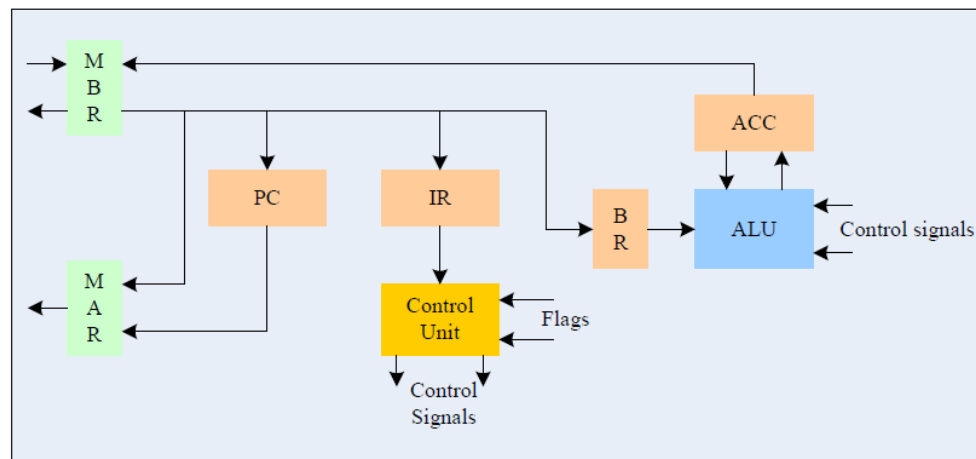 M
B
R
ACC
PC
IR
B
R
ALU
Control signals
M
A
R
Control
Unit
Flags
Control
Signals